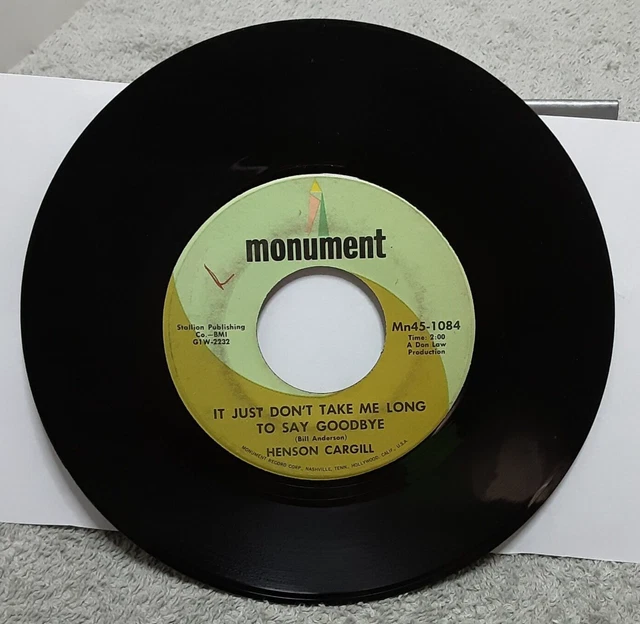 monument
Stallion Publishing
Co.—BMI
G1W-2232
Mn45-1084
Time: 2:00
A Don Law
Production
IT JUST DON'T TAKE ME LONG
TO SAY GOODBYE
(Bill Anderson)
HENSON CARGILL
MONUMENT RECORD CORP. NASHVILLE, TENN. HOLLYWOOD, CALIF., U.S.A.